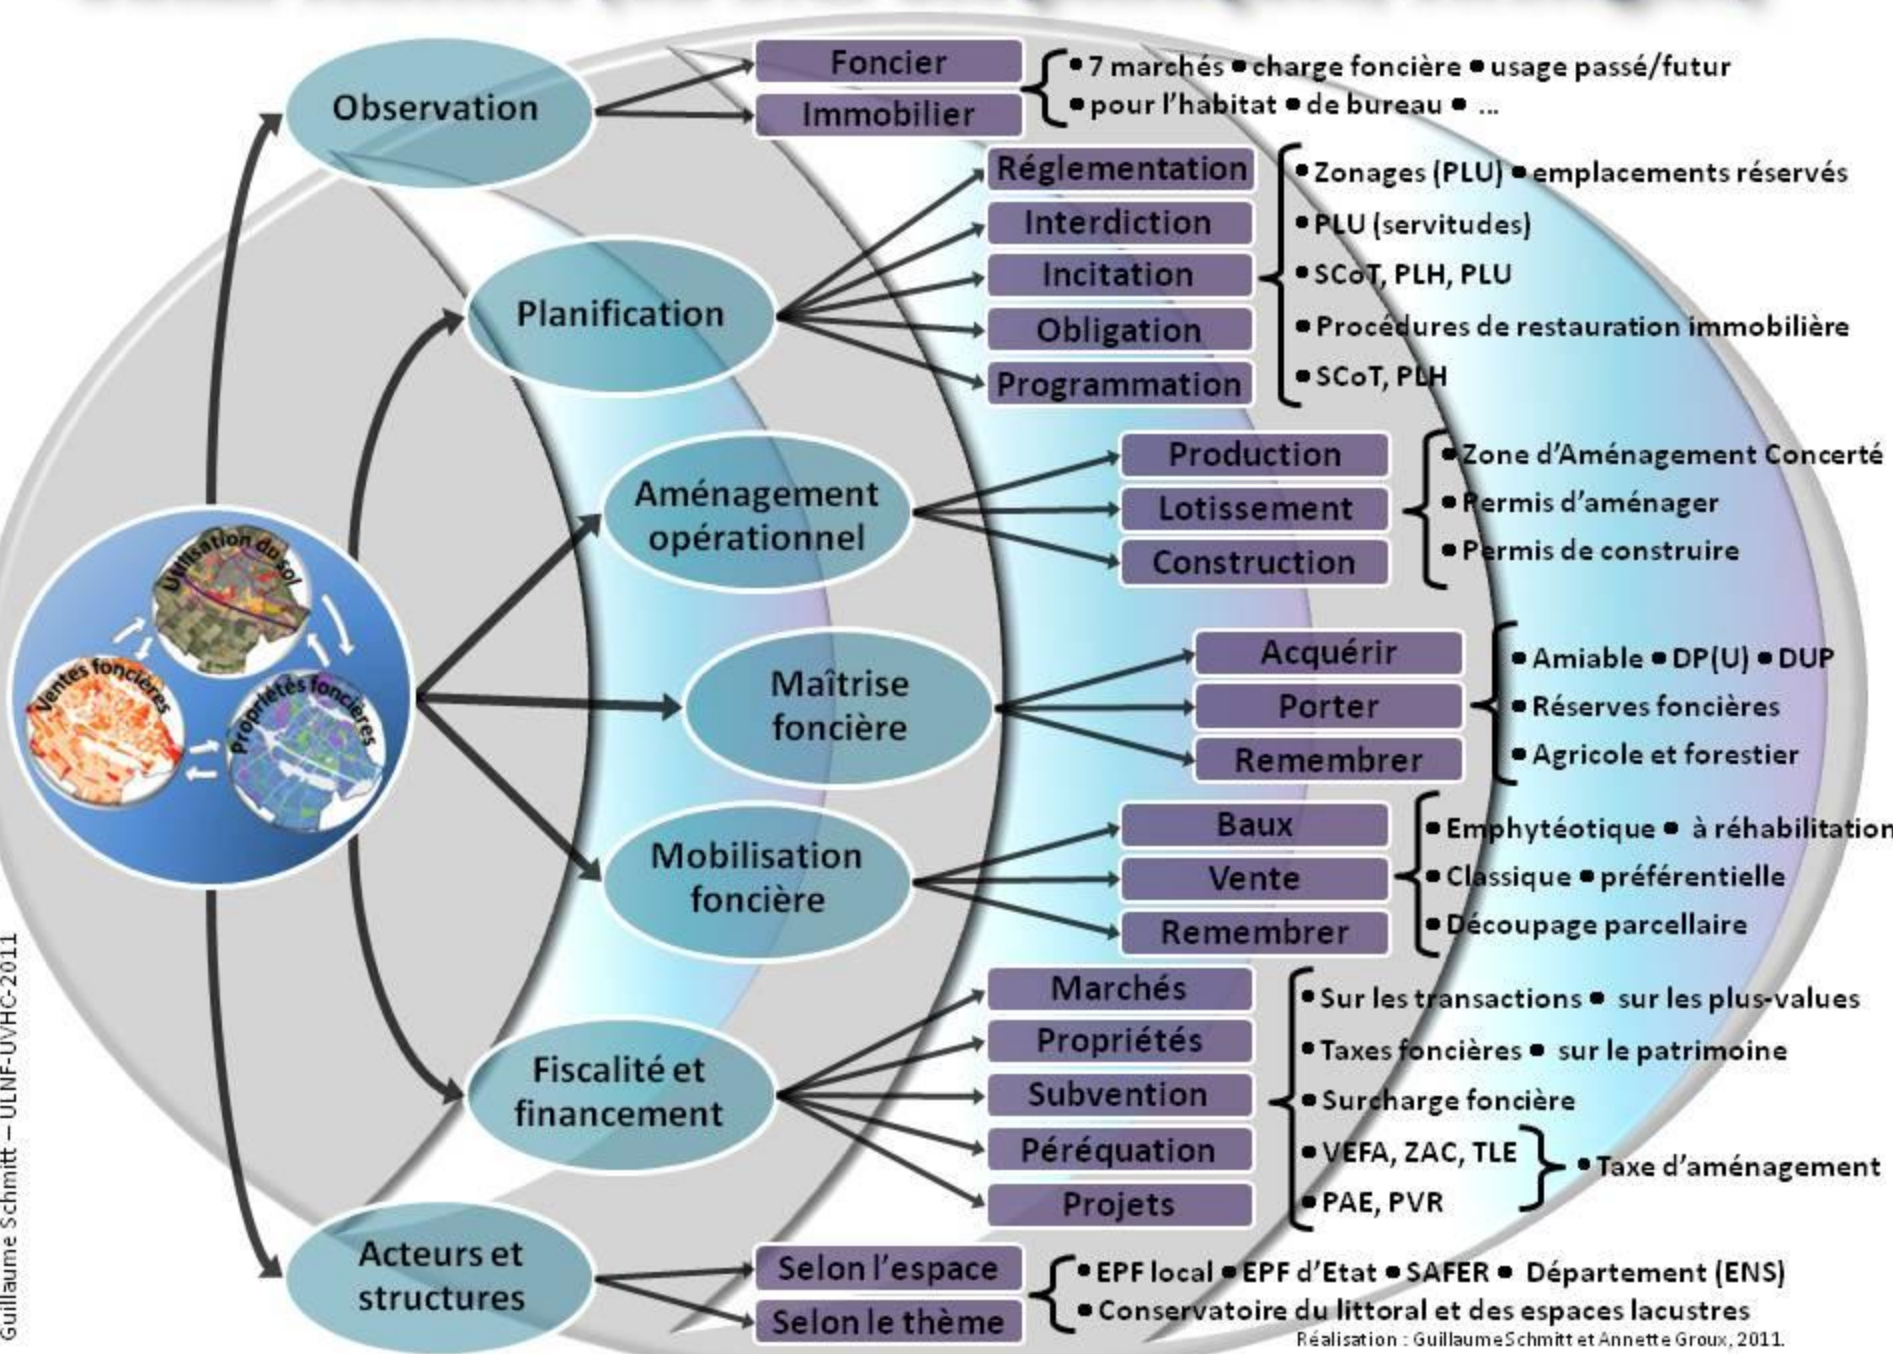 Observation
Foncier
Immobilier
• 7 marchés • charge foncière • usage passé/futur
• pour l'habitat • de bureau • ...
Planification
Réglementation
Interdiction
Incitation
Obligation
Programmation
• Zonages (PLU) • emplacements réservés
• PLU (servitudes)
• SCoT, PLH, PLU
• Procédures de restauration immobilière
• SCoT, PLH
Aménagement
opérationnel
Production
Lotissement
Construction
• Zone d'Aménagement Concerté
• Permis d'aménager
• Permis de construire
Utilisation du sol
Ventes foncières
Propriétés foncières
Maîtrise
foncière
Acquérir
Porter
Remembrer
• Amiable • DP(U) • DUP
• Réserves foncières
• Agricole et forestier
Mobilisation
foncière
Baux
Vente
Remembrer
• Emphytéotique • à réhabilitation
• Classique • préférentielle
• Découpage parcellaire
Fiscalité et
financement
Marchés
Propriétés
Subvention
Péréquation
Projets
• Sur les transactions • sur les plus-values
• Taxes foncières • sur le patrimoine
• Surcharge foncière
• VEFA, ZAC, TLE
• PAE, PVR
• Taxe d'aménagement
Acteurs et
structures
Selon l'espace
Selon le thème
• EPF local • EPF d'Etat • SAFER • Département (ENS)
• Conservatoire du littoral et des espaces lacustres
Réalisation : Guillaume Schmitt et Annette Groux, 2011.
Guillaume Schmitt – ULNF-UVHC-2011